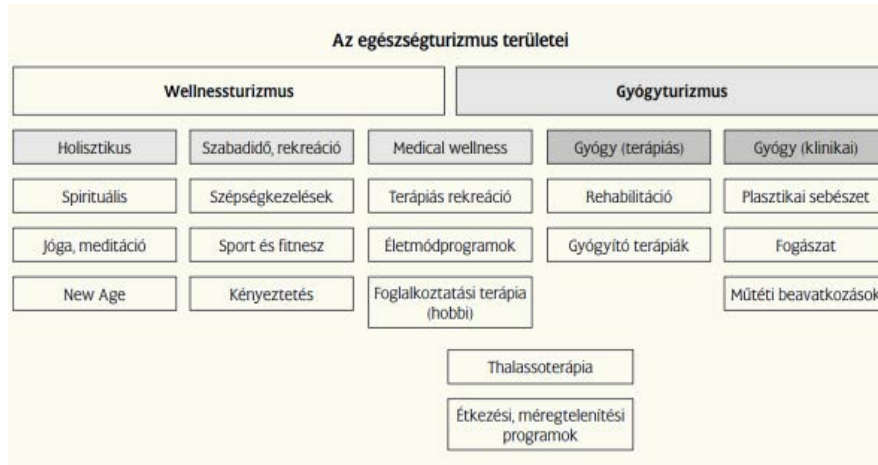 Az egészségturizmus területei
Wellnessturizmus
Gyógyturizmus
Holisztikus
Szabadidő, rekreáció
Medical wellness
Gyógy (terápiás)
Gyógy (klinikai)
Spirituális
Szépségkezelések
Terápiás rekreáció
Rehabilitáció
Plasztikai sebészet
Jóga, meditáció
Sport és fitnesz
Életmódprogramok
Gyógyító terápiák
Fogászat
New Age
Kényeztetés
Foglalkoztatási terápia
(hobbi)
Műtéti beavatkozások
Thalassoterápia
Étkezési, méregtelenítési
programok